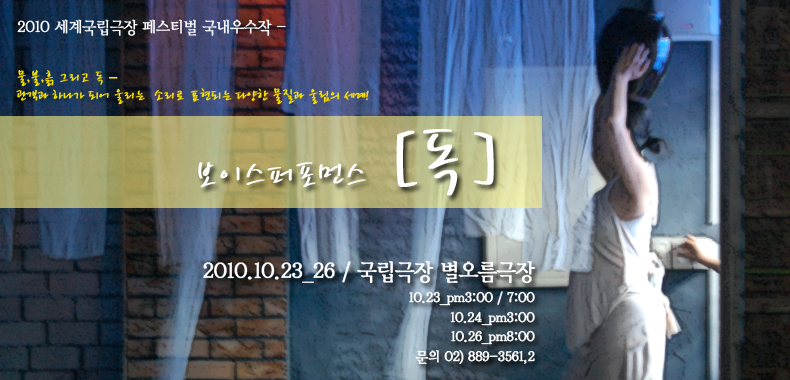 2010 세계국립극장 페스티벌 국내우수작 -
물,불,흙 그리고 독 -
관객과 하나가 되어 울리는 소리로 표현되는 다양한 물질과 울림의 세계!
보이스퍼포먼스 [독]
2010.10.23_26 / 국립극장 별오름극장
10.23_pm3:00 / 7:00
10.24_pm3:00
10.26_pm8:00
문의 02) 889-3561,2